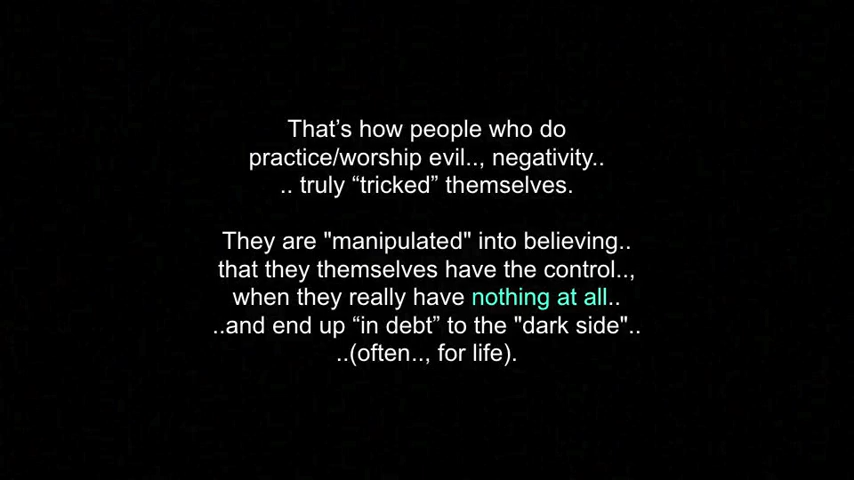 That’s how people who do
practice/worship evil.., negativity..
.. truly “tricked” themselves.
They are "manipulated" into believing..
that they themselves have the control..,
when they really have nothing at all..
..and end up “in debt” to the "dark side"..
..(often.., for life).